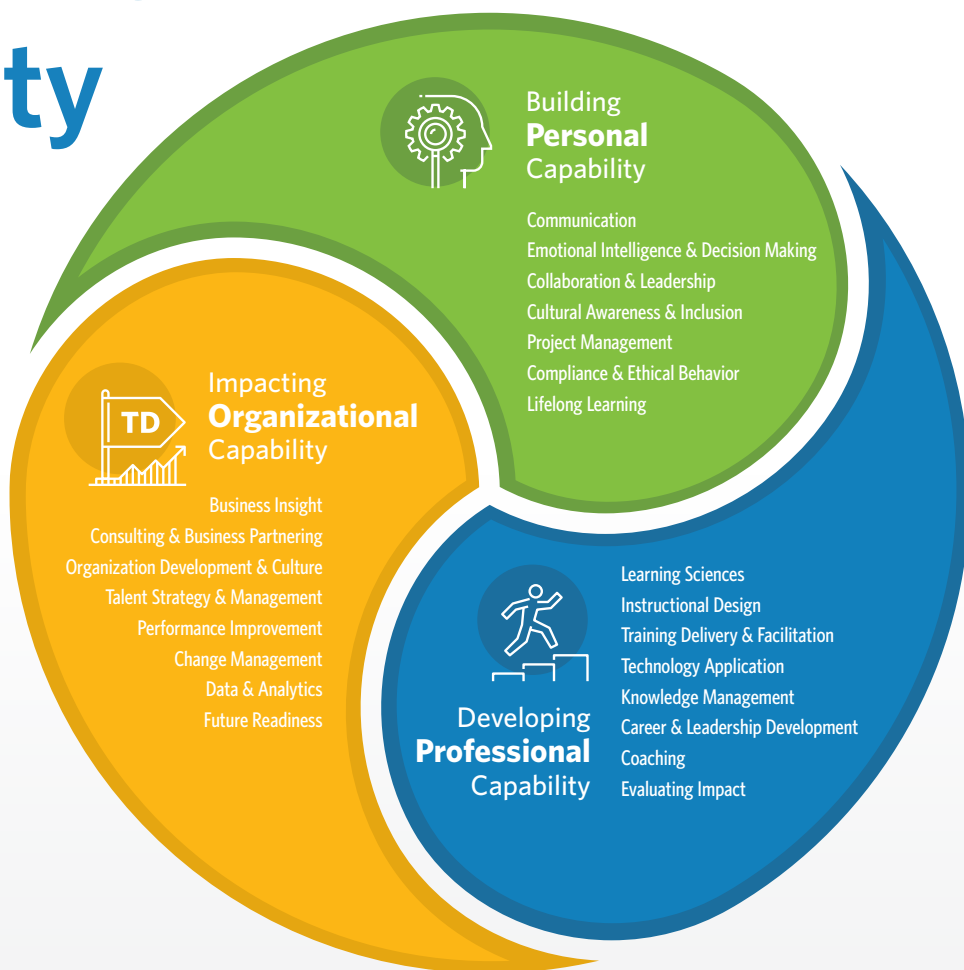 ty
Building
Personal
Capability
Communication
Emotional Intelligence & Decision Making
Collaboration & Leadership
Cultural Awareness & Inclusion
Project Management
Compliance & Ethical Behavior
Lifelong Learning
TD
Impacting
Organizational
Capability
Business Insight
Consulting & Business Partnering
Organization Development & Culture
Talent Strategy & Management
Performance Improvement
Change Management
Data & Analytics
Future Readiness
Developing
Professional
Capability
Learning Sciences
Instructional Design
Training Delivery & Facilitation
Technology Application
Knowledge Management
Career & Leadership Development
Coaching
Evaluating Impact